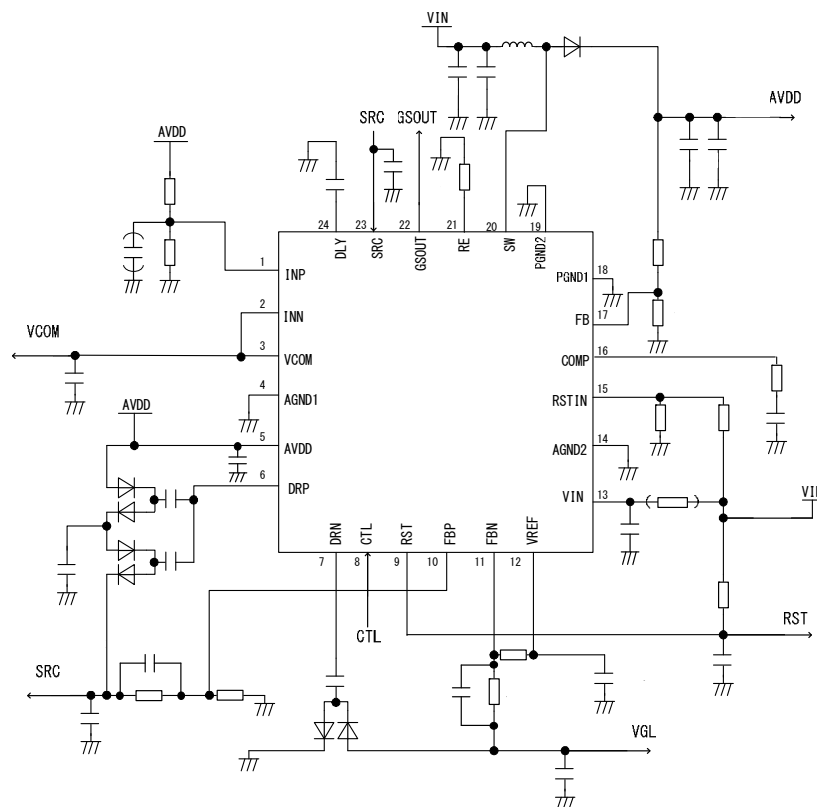 VIN
AVDD
SRC GSOUT
AVDD
24 23 22 21 20 19
DLY SRC GSOUT RE SW PGND2
1 INP
2 INN
3 VCOM
4 AGND1
5 AVDD
6 DRP
VCOM
AVDD
PGND1 18
FB 17
COMP 16
RSTIN 15
AGND2 14
VIN 13
DRN CTL RST FBP FBN VREF
7 8 9 10 11 12
CTL
RST
SRC
VGL